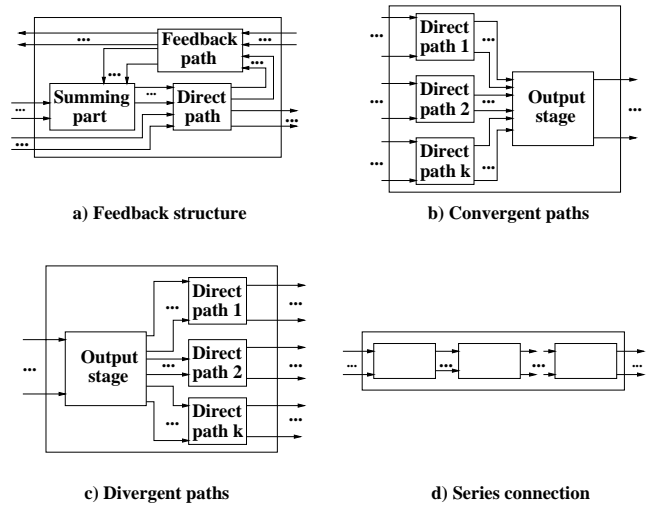 Feedback
path
Summing
part
Direct
path
a) Feedback structure
Direct
path 1
Direct
path 2
Direct
path k
Output
stage
b) Convergent paths
Output
stage
Direct
path 1
Direct
path 2
Direct
path k
c) Divergent paths
d) Series connection